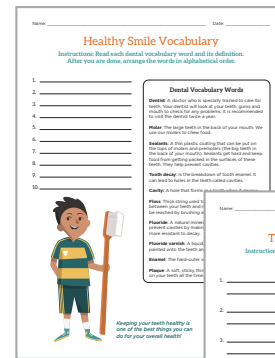 Name: Date:
Healthy Smile Vocabulary
Instructions: Read each dental vocabulary word and its definition.
After you are done, arrange the words in alphabetical order.
1.
2.
3.
4.
5.
6.
7.
8.
9.
10.
Dental Vocabulary Words
Dentist: A doctor who is specially trained to care for
teeth. Your dentist will look at your teeth, gums and
mouth to check for any problems. It is recommended
to visit the dentist twice a year.
Molar: The large teeth in the back of your mouth. We
use our molars to chew food.
Sealants: A thin plastic coating that can be put on
the tops of molars and premolars (the big teeth in
the back of your mouth). Sealants get hard and keep
food from getting packed in the surfaces of these
teeth. They help prevent cavities.
Tooth decay: Is the breakdown of tooth enamel. It
can lead to holes in the teeth called cavities.
Cavity: A hole that forms in
Floss: Thick string used to
between your teeth and
be reached by brushing a
Fluoride: A natural
prevent cavities by making
more resistant to decay.
Fluoride varnish: A liquid
painted onto the teeth
Enamel: The hard outer
Plaque: A soft, sticky,
on your teeth all the time
Keeping your teeth healthy is
one of the best things you can
do for your overall health!
Name:
T
Instruction
1.
2.
3.